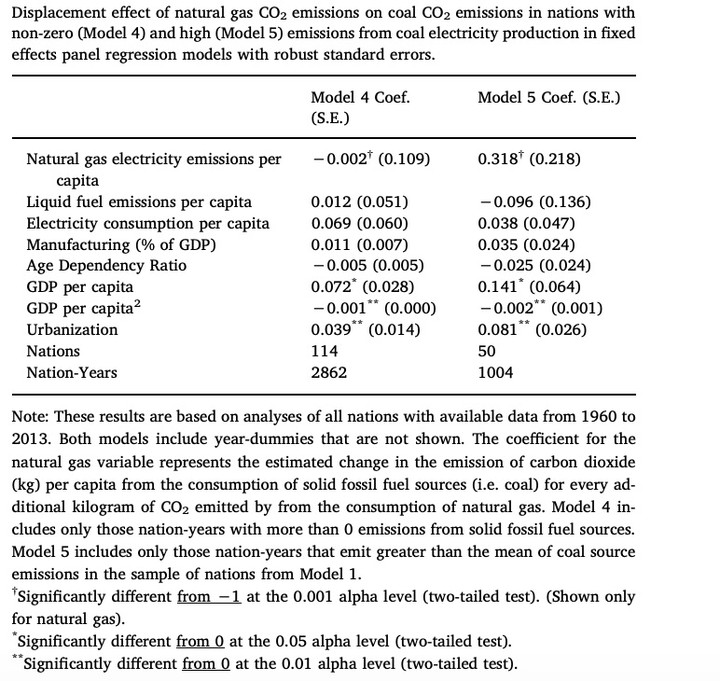 Displacement effect of natural gas CO₂ emissions on coal CO₂ emissions in nations with
non-zero (Model 4) and high (Model 5) emissions from coal electricity production in fixed
effects panel regression models with robust standard errors.
Model 4 Coef. (S.E.) Model 5 Coef. (S.E.)
Natural gas electricity emissions per capita −0.002† (0.109) 0.318† (0.218)
Liquid fuel emissions per capita 0.012 (0.051) −0.096 (0.136)
Electricity consumption per capita 0.069 (0.060) 0.038 (0.047)
Manufacturing (% of GDP) 0.011 (0.007) 0.035 (0.024)
Age Dependency Ratio −0.005 (0.005) −0.025 (0.024)
GDP per capita 0.072* (0.028) 0.141* (0.064)
GDP per capita² −0.001** (0.000) −0.002** (0.001)
Urbanization 0.039** (0.014) 0.081** (0.026)
Nations 114 50
Nation-Years 2862 1004
Note: These results are based on analyses of all nations with available data from 1960 to
2013. Both models include year-dummies that are not shown. The coefficient for the
natural gas variable represents the estimated change in the emission of carbon dioxide
(kg) per capita from the consumption of solid fossil fuel sources (i.e. coal) for every ad-
ditional kilogram of CO₂ emitted by from the consumption of natural gas. Model 4 in-
cludes only those nation-years with more than 0 emissions from solid fossil fuel sources.
Model 5 includes only those nation-years that emit greater than the mean of coal source
emissions in the sample of nations from Model 1.
†Significantly different from −1 at the 0.001 alpha level (two-tailed test). (Shown only
for natural gas).
*Significantly different from 0 at the 0.05 alpha level (two-tailed test).
**Significantly different from 0 at the 0.01 alpha level (two-tailed test).